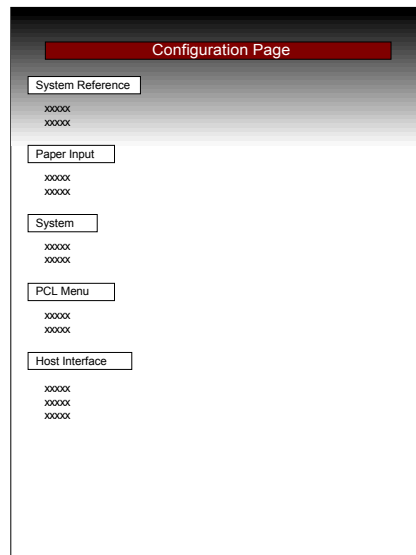 Configuration Page
System Reference
xxxxx
xxxxx
Paper Input
xxxxx
xxxxx
System
xxxxx
xxxxx
PCL Menu
xxxxx
xxxxx
Host Interface
xxxxx
xxxxx
xxxxx